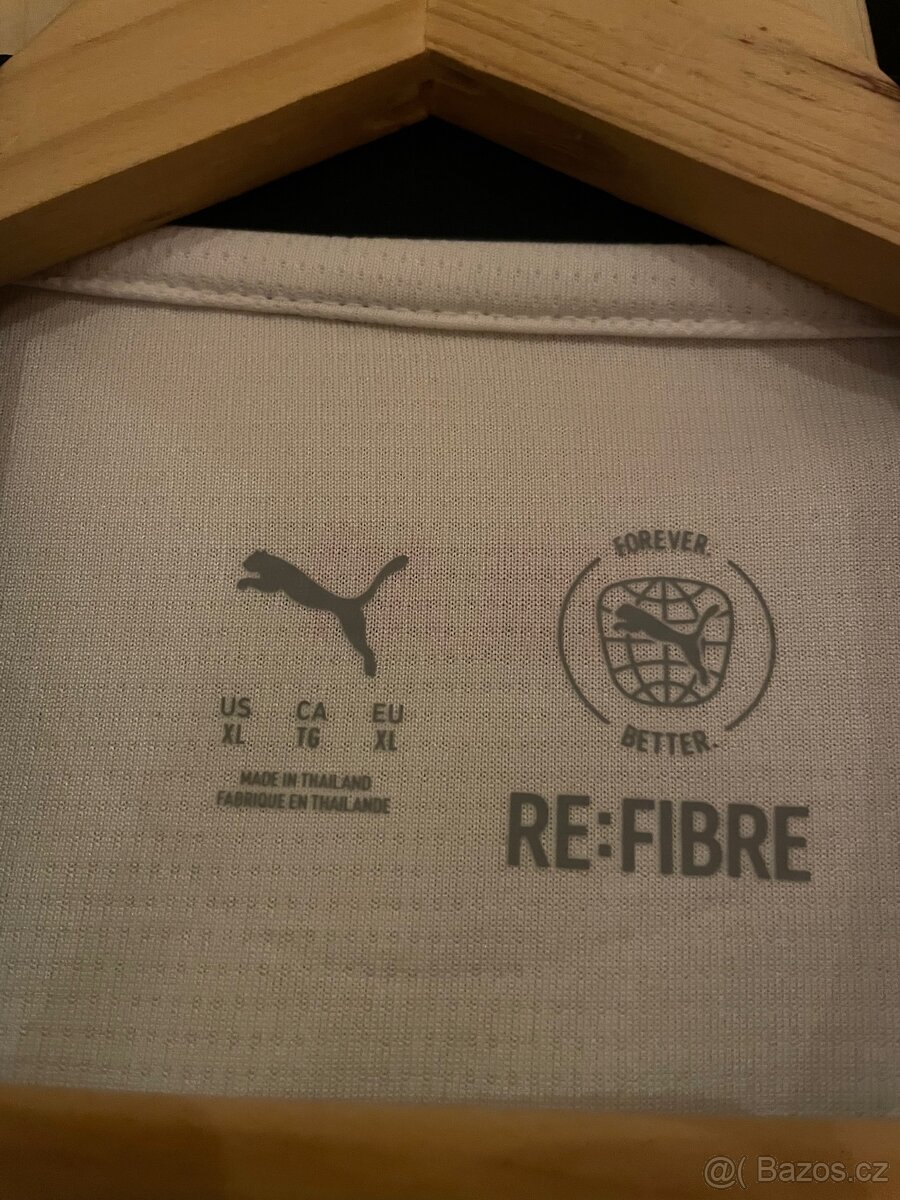 US CA EU
XL TG XL
MADE IN THAILAND
FABRIQUE EN THAILANDE
FOREVER.
BETTER.
RE:FIBRE
@( Bazos.cz